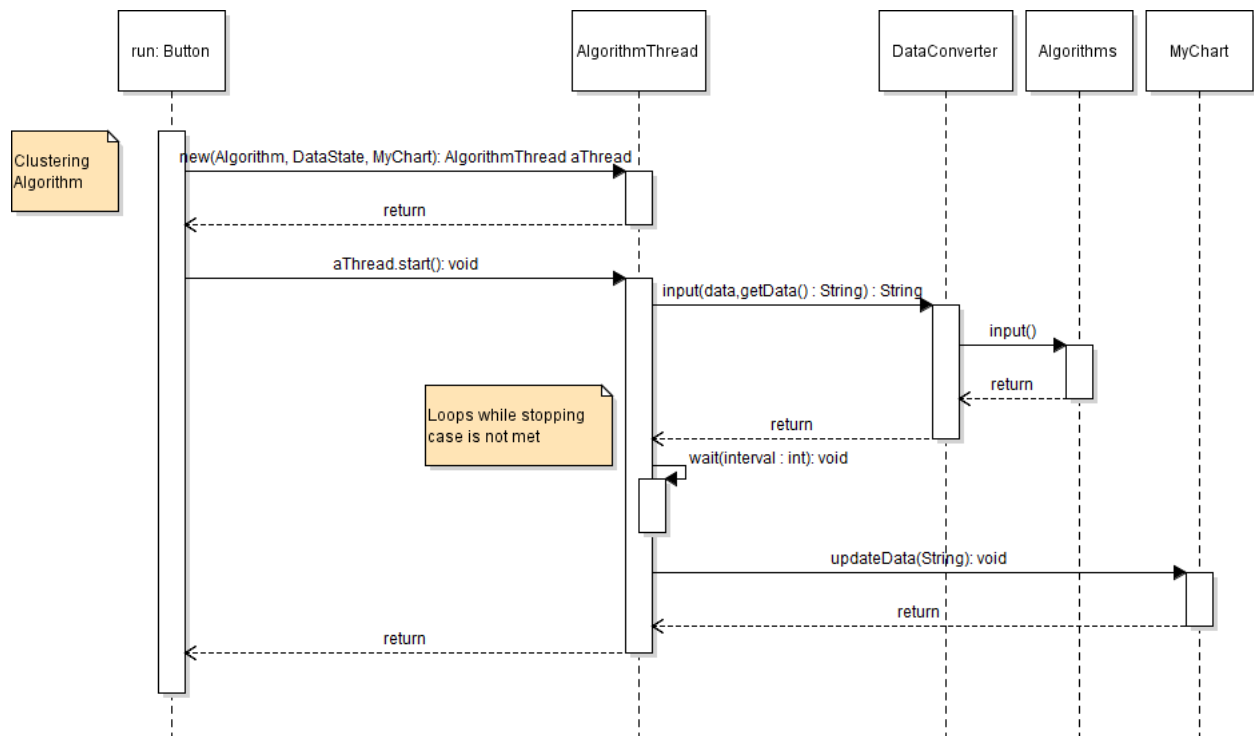 run: Button
AlgorithmThread
DataConverter
Algorithms
MyChart
Clustering
Algorithm
new(Algorithm, DataState, MyChart): AlgorithmThread aThread
return
aThread.start(): void
input(data,getData() : String) : String
input()
return
Loops while stopping
case is not met
return
wait(interval : int): void
updateData(String): void
return
return